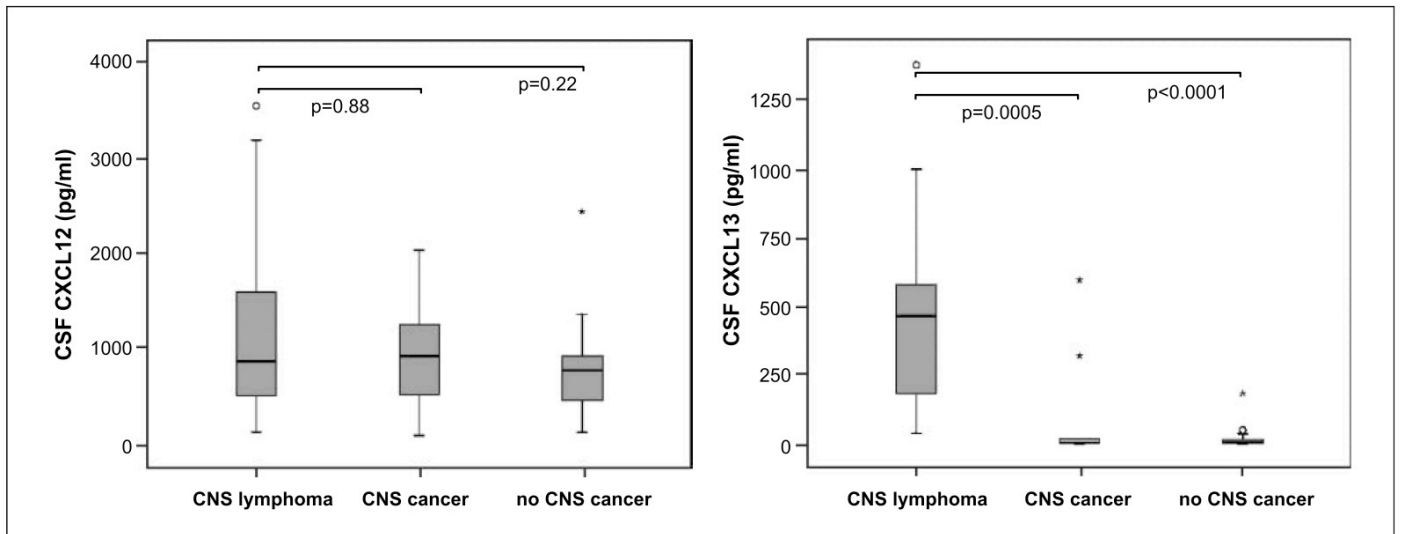 4000
3000
2000
1000
0
CSF CXCL12 (pg/ml)
p=0.22
p=0.88
CNS lymphoma CNS cancer no CNS cancer
1250
1000
750
500
250
0
CSF CXCL13 (pg/ml)
p<0.0001
p=0.0005
CNS lymphoma CNS cancer no CNS cancer